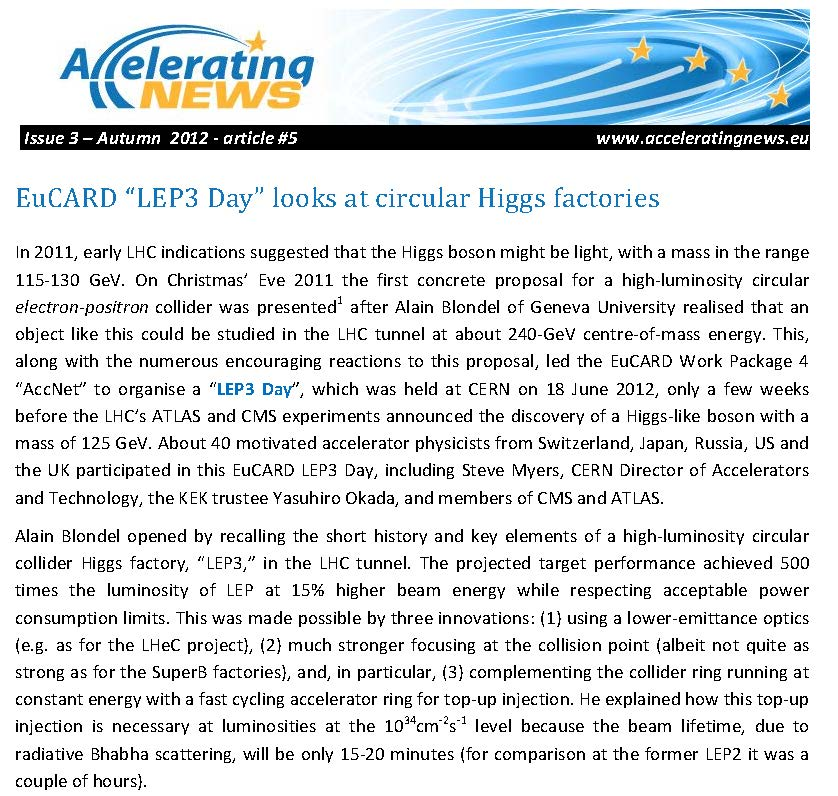 Accelerating
NEWS
Issue 3 – Autumn 2012 - article #5 www.acceleratingnews.eu
EuCARD “LEP3 Day” looks at circular Higgs factories
In 2011, early LHC indications suggested that the Higgs boson might be light, with a mass in the range
115-130 GeV. On Christmas’ Eve 2011 the first concrete proposal for a high-luminosity circular
electron-positron collider was presented¹ after Alain Blondel of Geneva University realised that an
object like this could be studied in the LHC tunnel at about 240-GeV centre-of-mass energy. This,
along with the numerous encouraging reactions to this proposal, led the EuCARD Work Package 4
“AccNet” to organise a “LEP3 Day”, which was held at CERN on 18 June 2012, only a few weeks
before the LHC’s ATLAS and CMS experiments announced the discovery of a Higgs-like boson with a
mass of 125 GeV. About 40 motivated accelerator physicists from Switzerland, Japan, Russia, US and
the UK participated in this EuCARD LEP3 Day, including Steve Myers, CERN Director of Accelerators
and Technology, the KEK trustee Yasuhiro Okada, and members of CMS and ATLAS.
Alain Blondel opened by recalling the short history and key elements of a high-luminosity circular
collider Higgs factory, “LEP3,” in the LHC tunnel. The projected target performance achieved 500
times the luminosity of LEP at 15% higher beam energy while respecting acceptable power
consumption limits. This was made possible by three innovations: (1) using a lower-emittance optics
(e.g. as for the LHeC project), (2) much stronger focusing at the collision point (albeit not quite as
strong as for the SuperB factories), and, in particular, (3) complementing the collider ring running at
constant energy with a fast cycling accelerator ring for top-up injection. He explained how this top-up
injection is necessary at luminosities at the 10³⁴cm⁻²s⁻¹ level because the beam lifetime, due to
radiative Bhabha scattering, will be only 15-20 minutes (for comparison at the former LEP2 it was a
couple of hours).